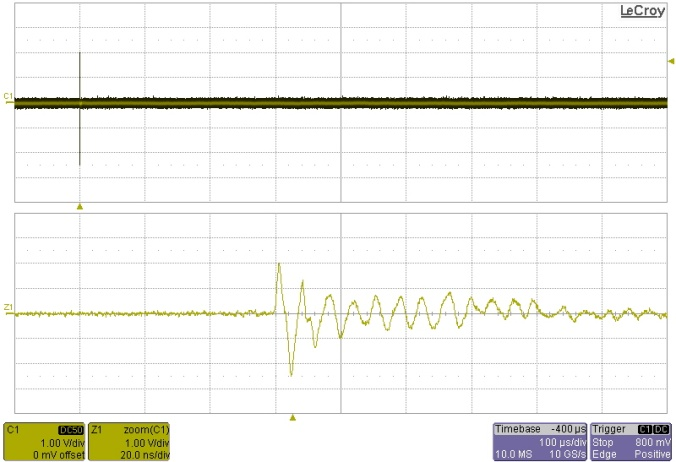 LeCroy
C1
Z1
C1 DC50
1.00 V/div
0 mV offset
Z1 zoom(C1)
1.00 V/div
20.0 ns/div
Timebase -400 µs
100 µs/div
10.0 MS 10 GS/s
Trigger C1 DC
Stop 800 mV
Edge Positive